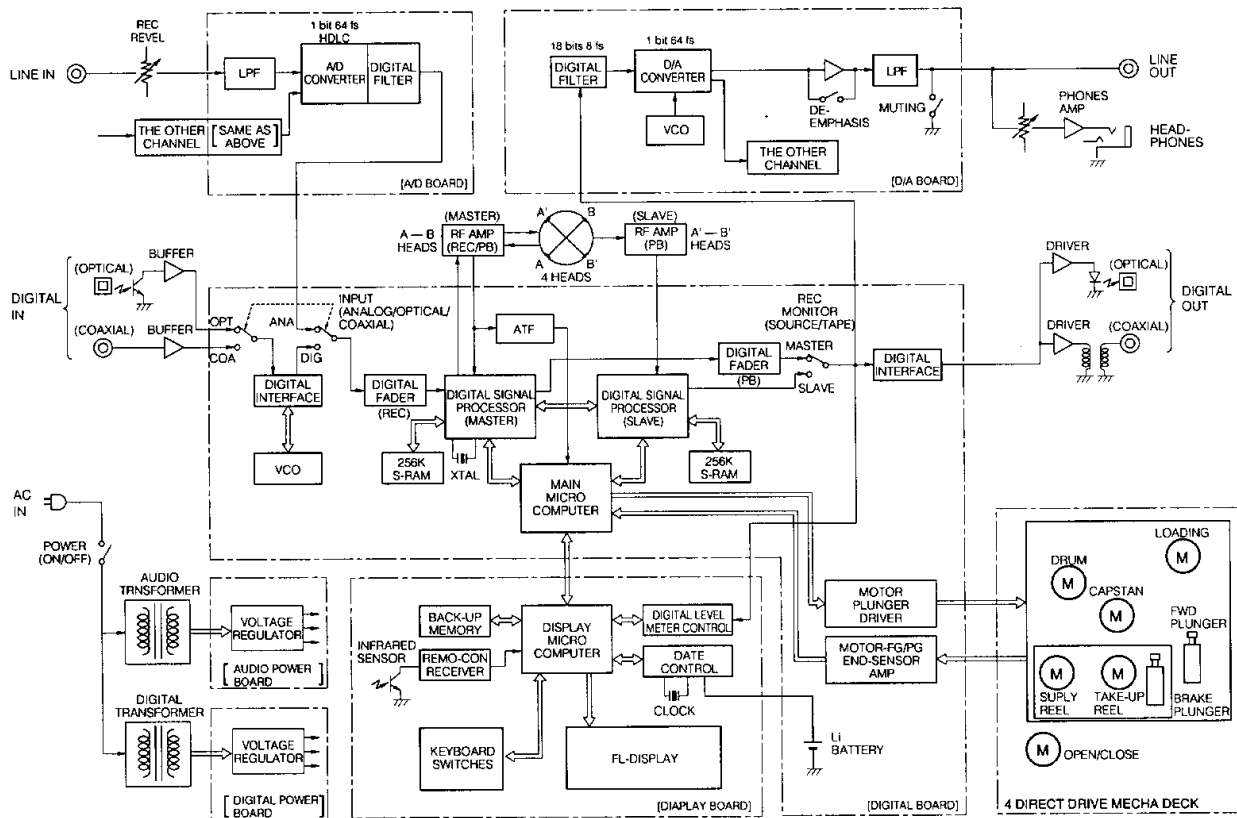 REC
REVEL
LINE IN
1 bit 64 fs
HDLC
LPF
A/D
CONVERTER
DIGITAL
FILTER
THE OTHER
CHANNEL
[SAME AS
ABOVE]
[A/D BOARD]
18 bits 8 fs
DIGITAL
FILTER
1 bit 64 fs
D/A
CONVERTER
VCO
THE OTHER
CHANNEL
DE-
EMPHASIS
LPF
MUTING
[D/A BOARD]
LINE
OUT
PHONES
AMP
HEAD-
PHONES
A — B
HEADS
(MASTER)
RF AMP
(REC/PB)
A'
B
A
B'
4 HEADS
(SLAVE)
RF AMP
(PB)
A' — B'
HEADS
DIGITAL
IN
(OPTICAL)
BUFFER
(COAXIAL)
BUFFER
OPT
COA
ANA
DIG
INPUT
(ANALOG/OPTICAL/
COAXIAL)
DIGITAL
INTERFACE
VCO
DIGITAL
FADER
(REC)
ATF
DIGITAL SIGNAL
PROCESSOR
(MASTER)
256K
S-RAM
XTAL
DIGITAL SIGNAL
PROCESSOR
(SLAVE)
256K
S-RAM
DIGITAL
FADER
(PB)
REC
MONITOR
(SOURCE/TAPE)
MASTER
SLAVE
DIGITAL
INTERFACE
DRIVER
(OPTICAL)
DRIVER
(COAXIAL)
DIGITAL
OUT
MAIN
MICRO
COMPUTER
AC
IN
POWER
(ON/OFF)
AUDIO
TRANSFORMER
VOLTAGE
REGULATOR
[AUDIO POWER
BOARD]
DIGITAL
TRANSFORMER
VOLTAGE
REGULATOR
[DIGITAL POWER
BOARD]
BACK-UP
MEMORY
INFRARED
SENSOR
REMO-CON
RECEIVER
DISPLAY
MICRO
COMPUTER
DIGITAL LEVEL
METER CONTROL
DATE
CONTROL
CLOCK
KEYBOARD
SWITCHES
FL-DISPLAY
[DIAPLAY BOARD]
Li
BATTERY
MOTOR
PLUNGER
DRIVER
MOTOR-FG/PG
END-SENSOR
AMP
[DIGITAL BOARD]
LOADING
M
DRUM
M
CAPSTAN
M
FWD
PLUNGER
M
SUPLY
REEL
M
TAKE-UP
REEL
BRAKE
PLUNGER
M
OPEN/CLOSE
4 DIRECT DRIVE MECHA DECK